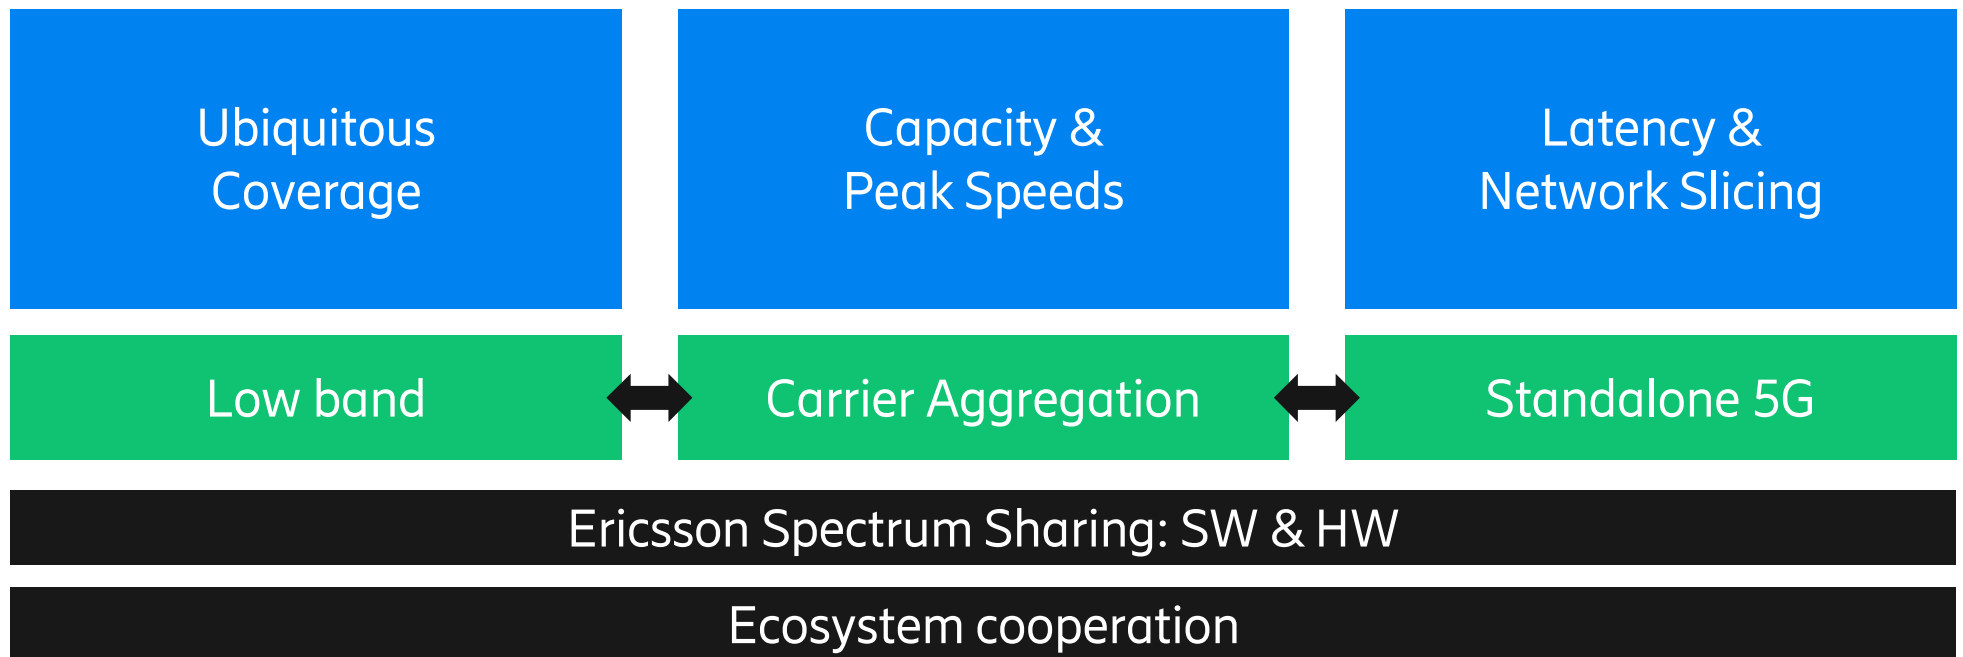 Ubiquitous
Coverage
Capacity &
Peak Speeds
Latency &
Network Slicing
Low band
Carrier Aggregation
Standalone 5G
Ericsson Spectrum Sharing: SW & HW
Ecosystem cooperation